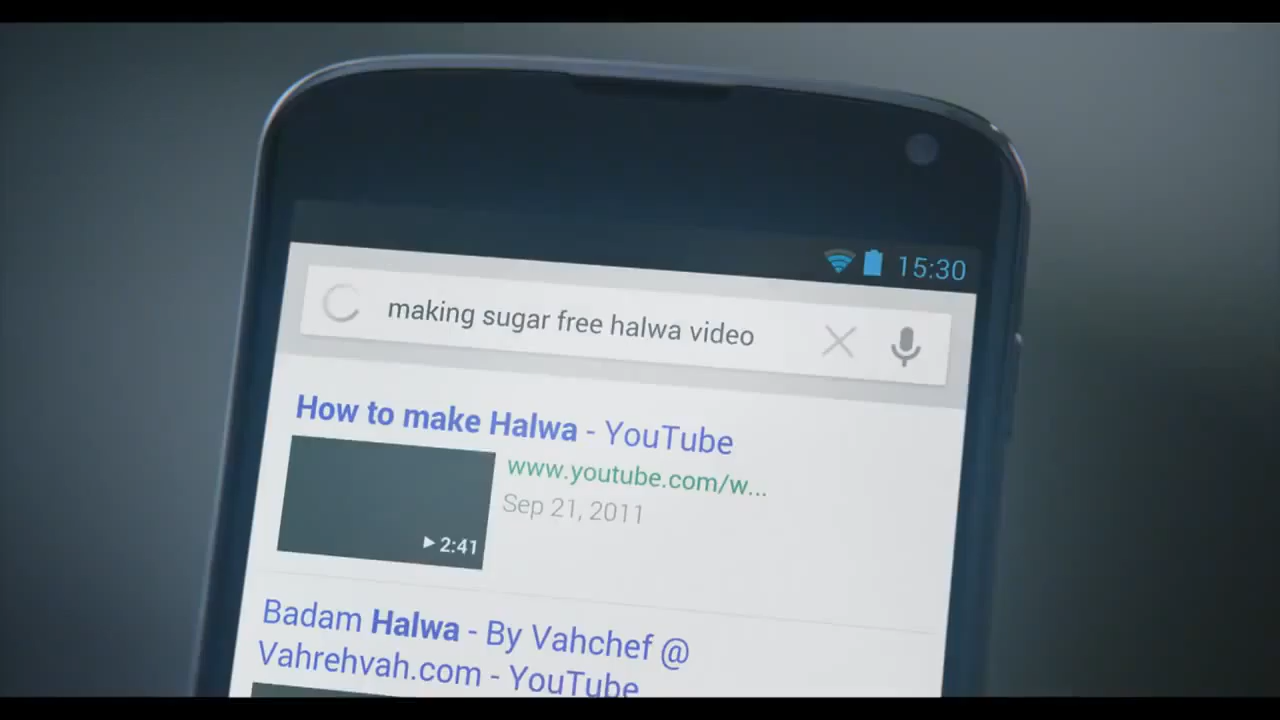 15:30
making sugar free halwa video
How to make Halwa - YouTube
www.youtube.com/w...
Sep 21, 2011
2:41
Badam Halwa - By Vahchef @
Vahrehvah.com - YouTube